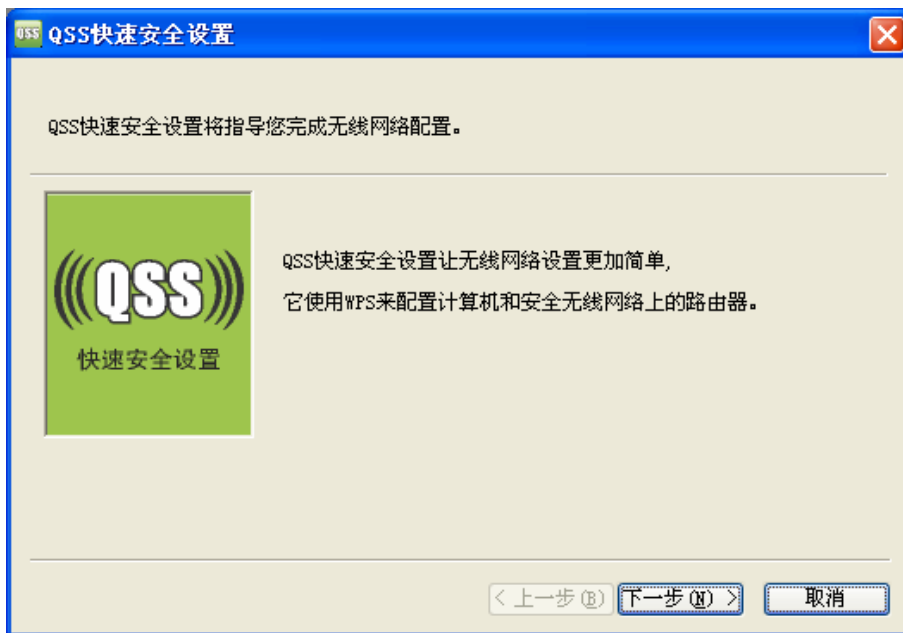 QSS QSS快速安全设置
QSS快速安全设置将指导您完成无线网络配置。
(((QSS)))
快速安全设置
QSS快速安全设置让无线网络设置更加简单,
它使用WPS来配置计算机和安全无线网络上的路由器。
< 上一步(B) 下一步(N) > 取消